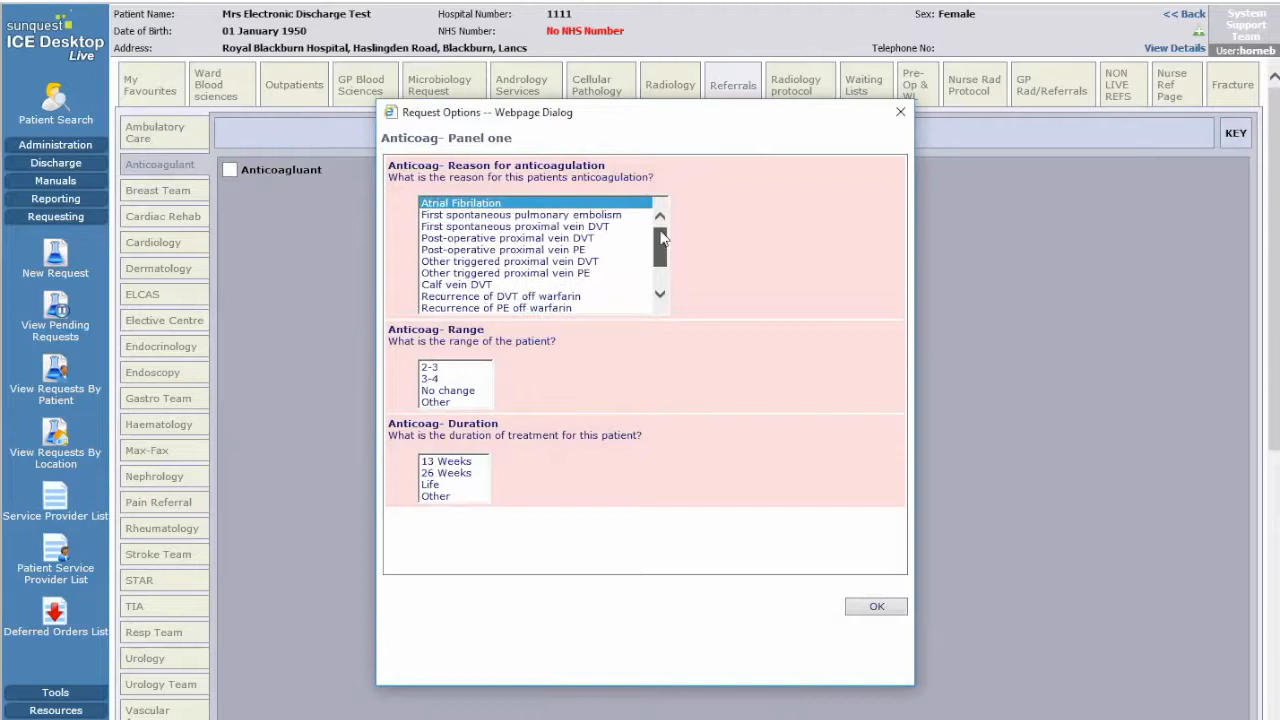 sunquest
ICE Desktop
Live
Patient Name: Mrs Electronic Discharge Test Hospital Number: 1111 Sex: Female << Back
Date of Birth: 01 January 1950 NHS Number: No NHS Number
Address: Royal Blackburn Hospital, Haslingden Road, Blackburn, Lancs Telephone No: View Details
System
Support
Team
User:horneb
My
Favourites
Ward
Blood
sciences
Outpatients
GP Blood
Sciences
Microbiology
Request
Andrology
Services
Cellular
Pathology
Radiology
Referrals
Radiology
protocol
Waiting
Lists
Pre-
Op &
WL
Nurse Rad
Protocol
GP
Rad/Referrals
NON
LIVE
REFS
Nurse
Ref
Page
Fracture
Patient Search
Administration
Discharge
Manuals
Reporting
Requesting
New Request
View Pending
Requests
View Requests By
Patient
View Requests By
Location
Service Provider List
Patient Service
Provider List
Deferred Orders List
Tools
Resources
Ambulatory
Care
Anticoagulant
Breast Team
Cardiac Rehab
Cardiology
Dermatology
ELCAS
Elective Centre
Endocrinology
Endoscopy
Gastro Team
Haematology
Max-Fax
Nephrology
Pain Referral
Rheumatology
Stroke Team
STAR
TIA
Resp Team
Urology
Urology Team
Vascular
KEY
Anticoagluant
Request Options -- Webpage Dialog
Anticoag- Panel one
Anticoag- Reason for anticoagulation
What is the reason for this patients anticoagulation?
Atrial Fibrilation
First spontaneous pulmonary embolism
First spontaneous proximal vein DVT
Post-operative proximal vein DVT
Post-operative proximal vein PE
Other triggered proximal vein DVT
Other triggered proximal vein PE
Calf vein DVT
Recurrence of DVT off warfarin
Recurrence of PE off warfarin
Anticoag- Range
What is the range of the patient?
2-3
3-4
No change
Other
Anticoag- Duration
What is the duration of treatment for this patient?
13 Weeks
26 Weeks
Life
Other
OK